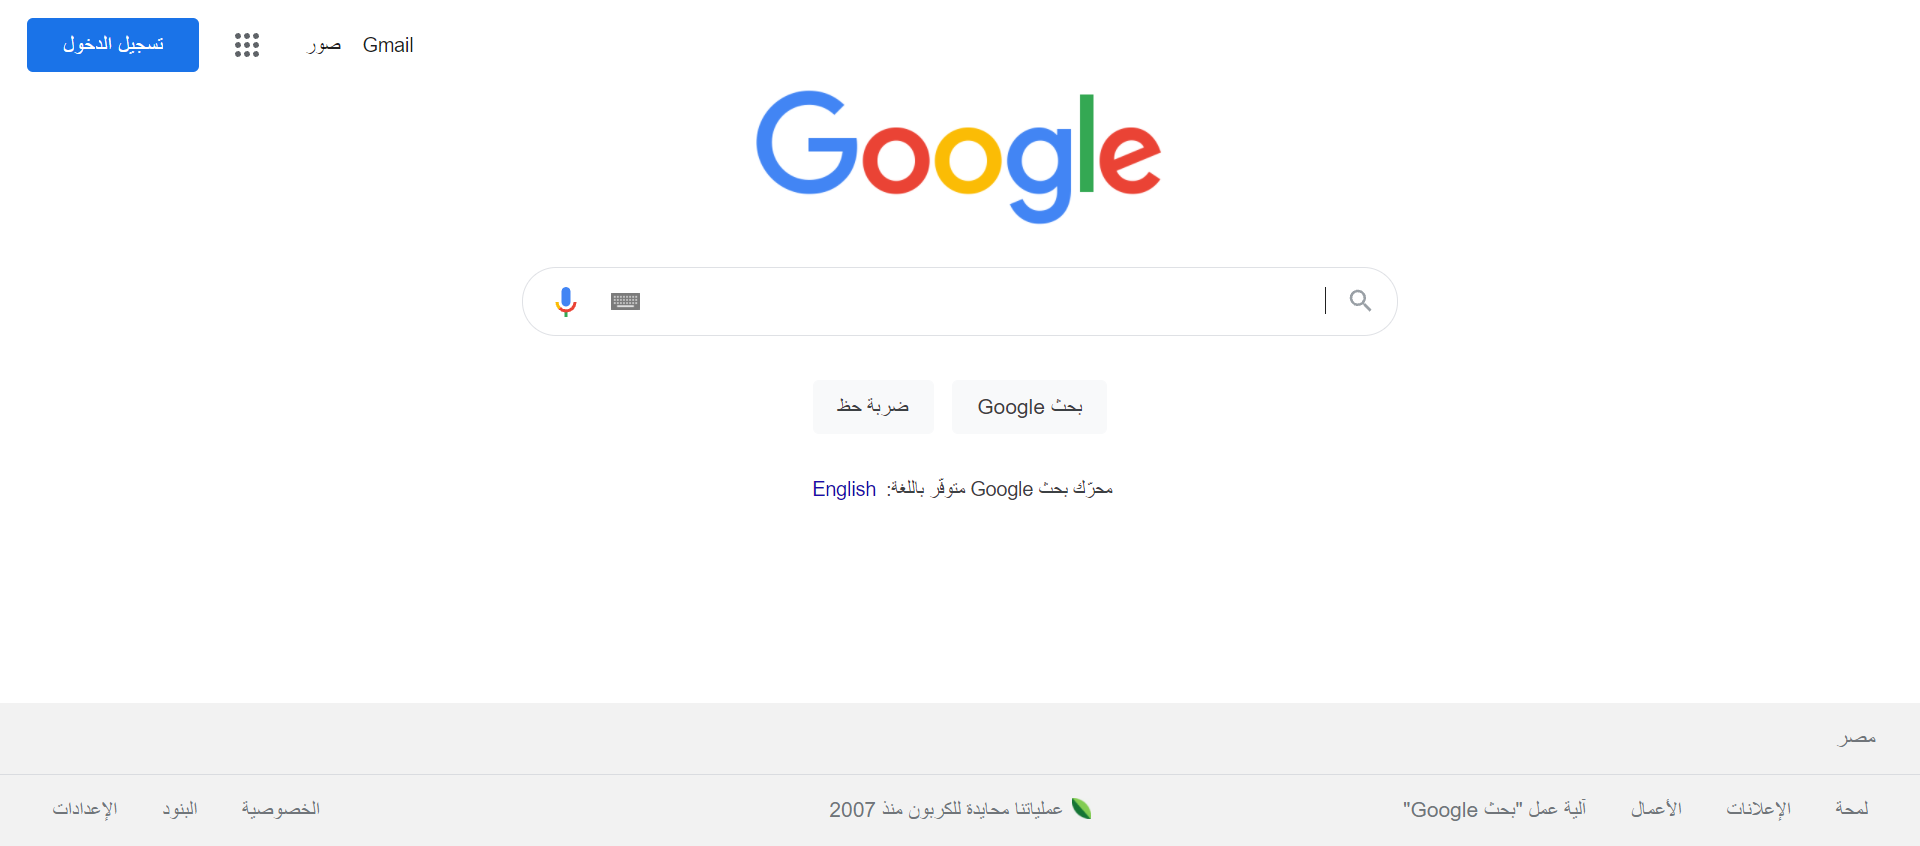 Gmail صور تسجيل الدخول
Google
بحث Google ضربة حظ
محرّك بحث Google متوفّر باللغة: English
مصر
لمحة الإعلانات الأعمال آلية عمل "بحث Google" عملياتنا محايدة للكربون منذ 2007 الخصوصية البنود الإعدادات